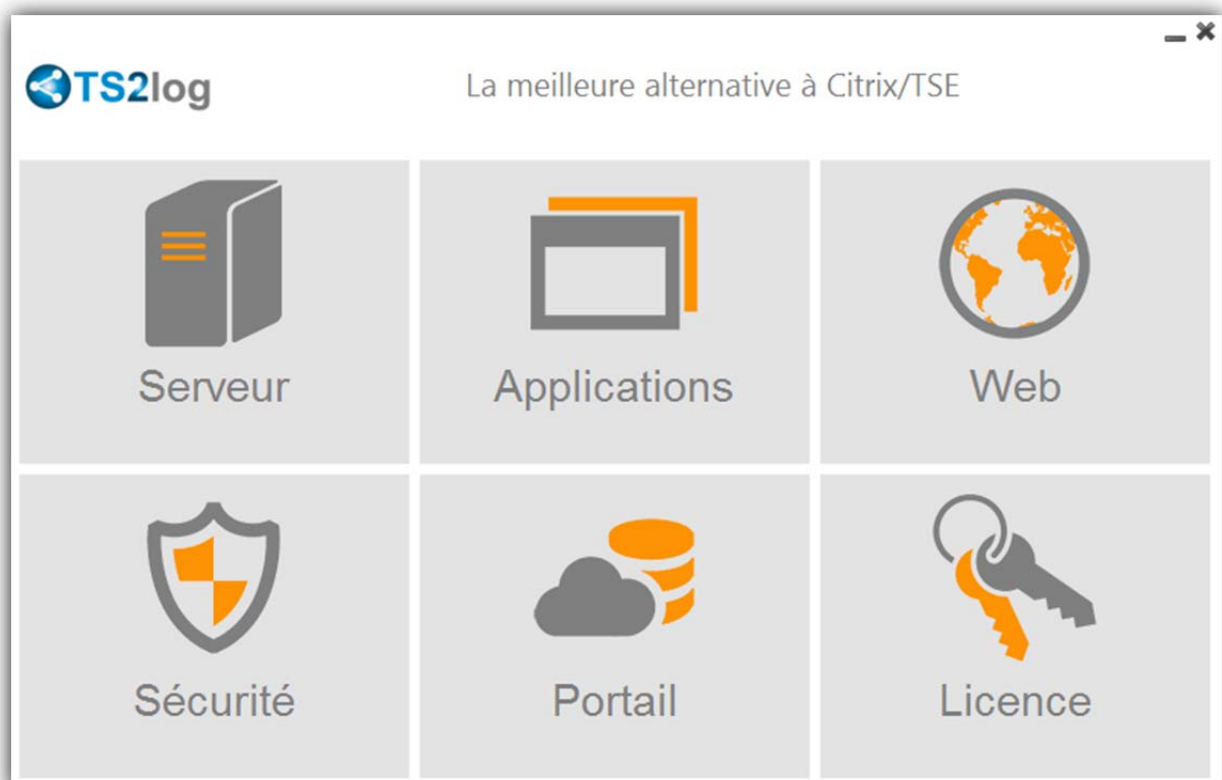 TS2log
La meilleure alternative à Citrix/TSE
Serveur
Applications
Web
Sécurité
Portail
Licence